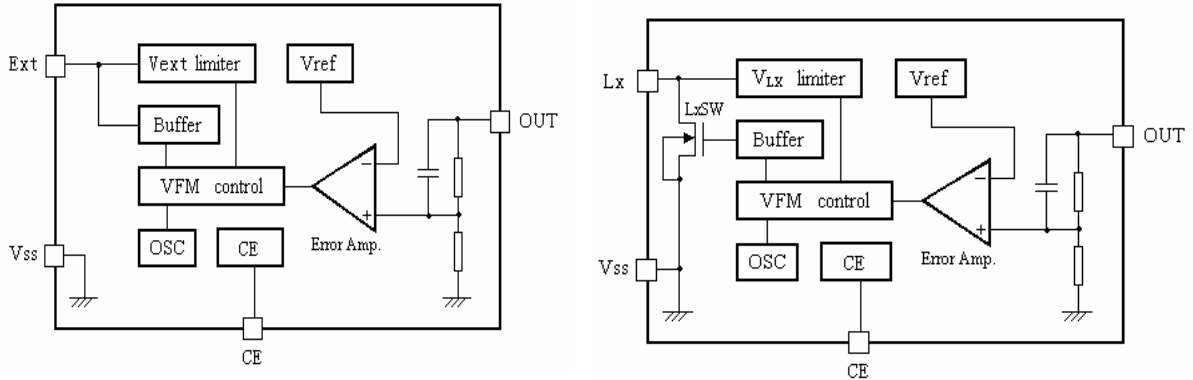 Ext
Vext limiter
Vref
Buffer
OUT
VFM control
−
+
Error Amp.
Vss
OSC
CE
CE
Lx
VLX limiter
Vref
LxSW
Buffer
OUT
VFM control
−
+
Error Amp.
Vss
OSC
CE
CE